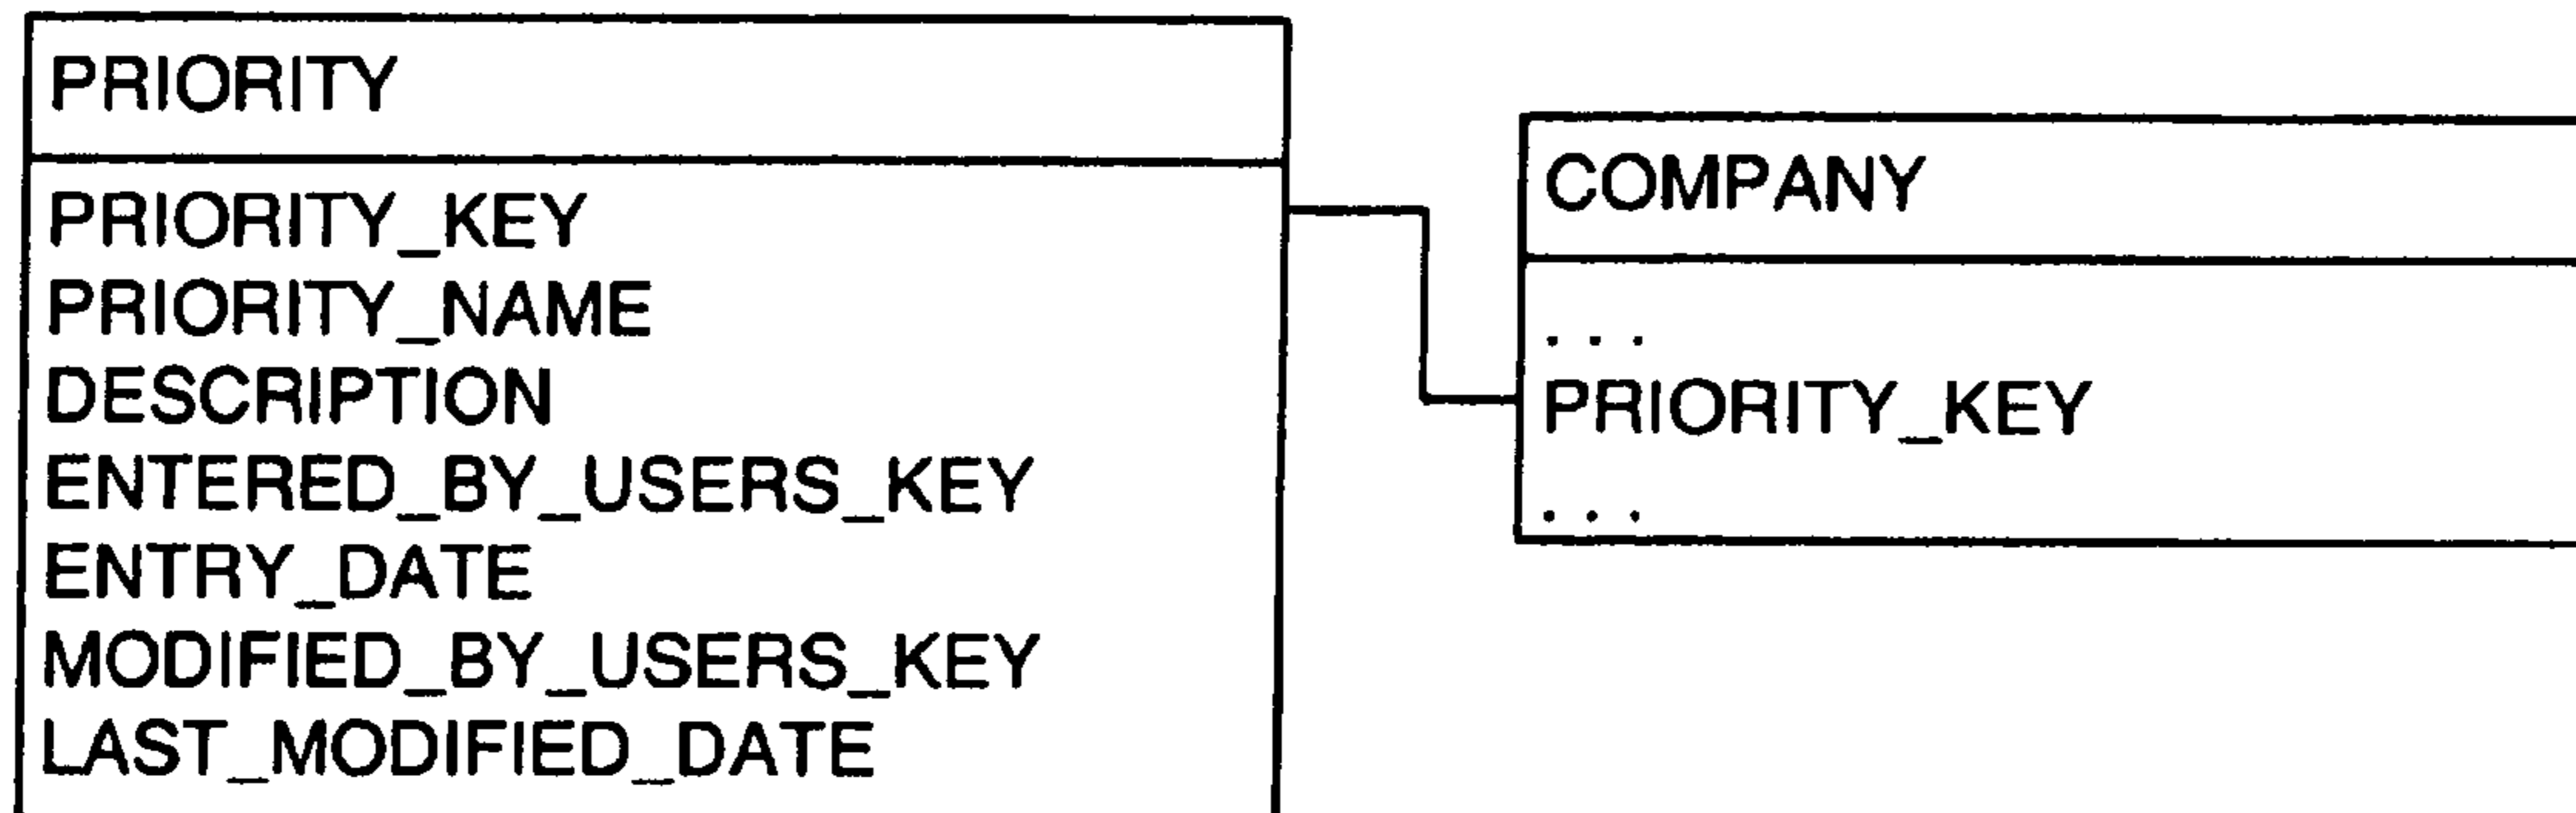 PRIORITY
PRIORITY_KEY
PRIORITY_NAME
DESCRIPTION
ENTERED_BY_USERS_KEY
ENTRY_DATE
MODIFIED_BY_USERS_KEY
LAST_MODIFIED_DATE
COMPANY
. . .
PRIORITY_KEY
. . .